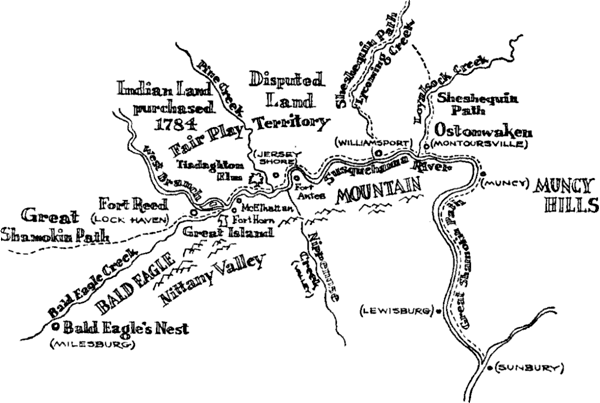 Sheshequin Path
Lycoming Creek
Pine Creek
Disputed
Land
Territory
Indian Land
purchased
1784
Fair Play
Loyalsock Creek
Sheshequin
Path
Ostonwaken
(MONTOURSVILLE)
(WILLIAMSPORT)
(JERSEY
SHORE)
Tiadaghton
Elm
West
Branch
Susquehanna
River
Fort
Antes
MOUNTAIN
(MUNCY)
MUNCY
HILLS
Fort Reed
(LOCK HAVEN)
McElhattan
Fort Horn
Great Island
Great
Shamokin Path
Great Shamokin Path
Bald Eagle Creek
BALD EAGLE
Nittany Valley
Nippenose
Creek
(VALLEY)
Bald Eagle's Nest
(MILESBURG)
(LEWISBURG)
(SUNBURY)